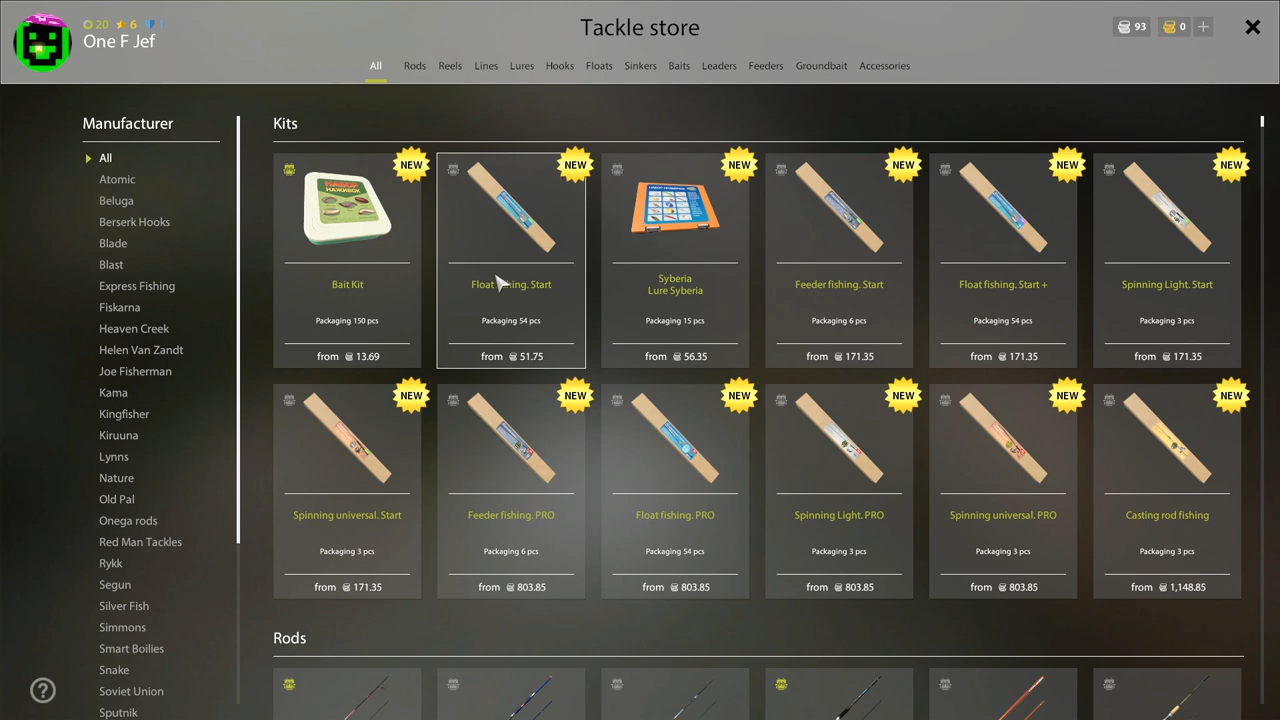 20 6 1
One F Jef
Tackle store
93 0 +
All Rods Reels Lines Lures Hooks Floats Sinkers Baits Leaders Feeders Groundbait Accessories
Manufacturer
All
Atomic
Beluga
Berserk Hooks
Blade
Blast
Express Fishing
Fiskarna
Heaven Creek
Helen Van Zandt
Joe Fisherman
Kama
Kingfisher
Kiruuna
Lynns
Nature
Old Pal
Onega rods
Red Man Tackles
Rykk
Segun
Silver Fish
Simmons
Smart Boilies
Snake
Soviet Union
Sputnik
?
Kits
NEW NEW NEW NEW NEW NEW
НАБОР
НАЖИВОК
Bait Kit
Packaging 150 pcs
from 13.69
Float fishing. Start
Packaging 54 pcs
from 51.75
Syberia
Lure Syberia
Packaging 15 pcs
from 56.35
Feeder fishing. Start
Packaging 6 pcs
from 171.35
Float fishing. Start +
Packaging 54 pcs
from 171.35
Spinning Light. Start
Packaging 3 pcs
from 171.35
NEW NEW NEW NEW NEW NEW
Spinning universal. Start
Packaging 3 pcs
from 171.35
Feeder fishing. PRO
Packaging 6 pcs
from 803.85
Float fishing. PRO
Packaging 54 pcs
from 803.85
Spinning Light. PRO
Packaging 3 pcs
from 803.85
Spinning universal. PRO
Packaging 3 pcs
from 803.85
Casting rod fishing
Packaging 3 pcs
from 1,148.85
Rods